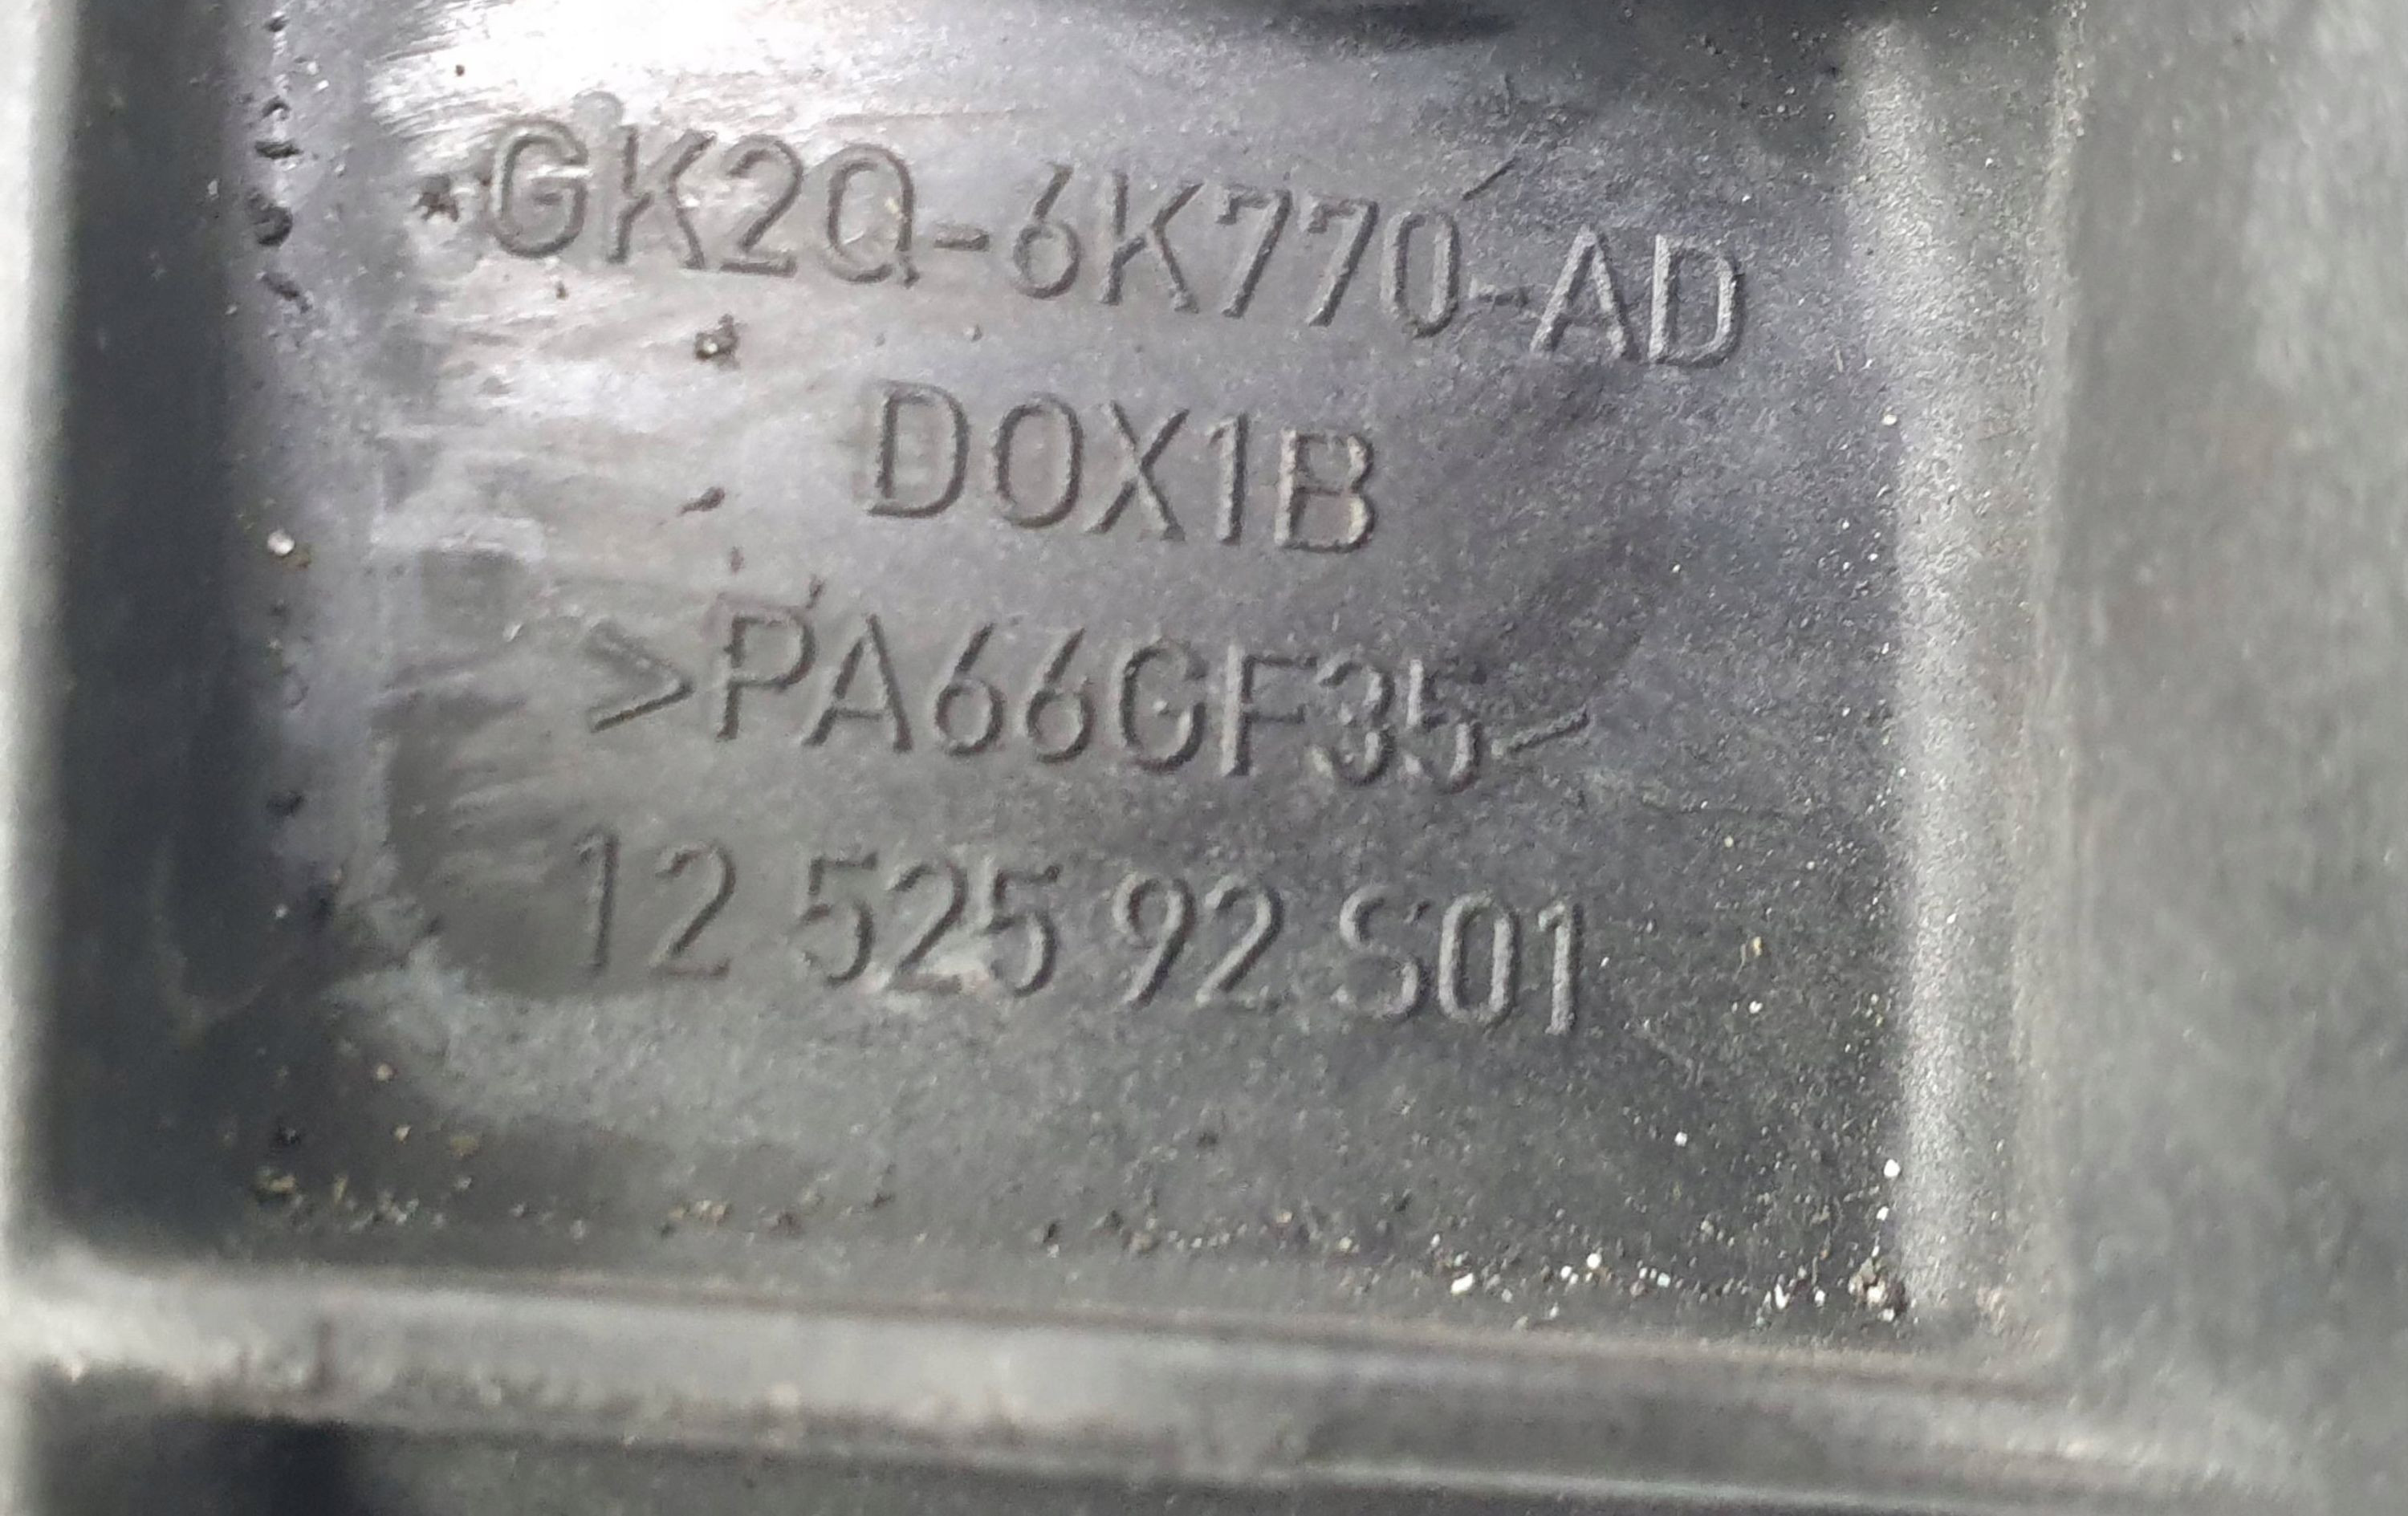 GK2Q-6K770-AD
D0X1B
>PA66GF35<
12 525 92 S01